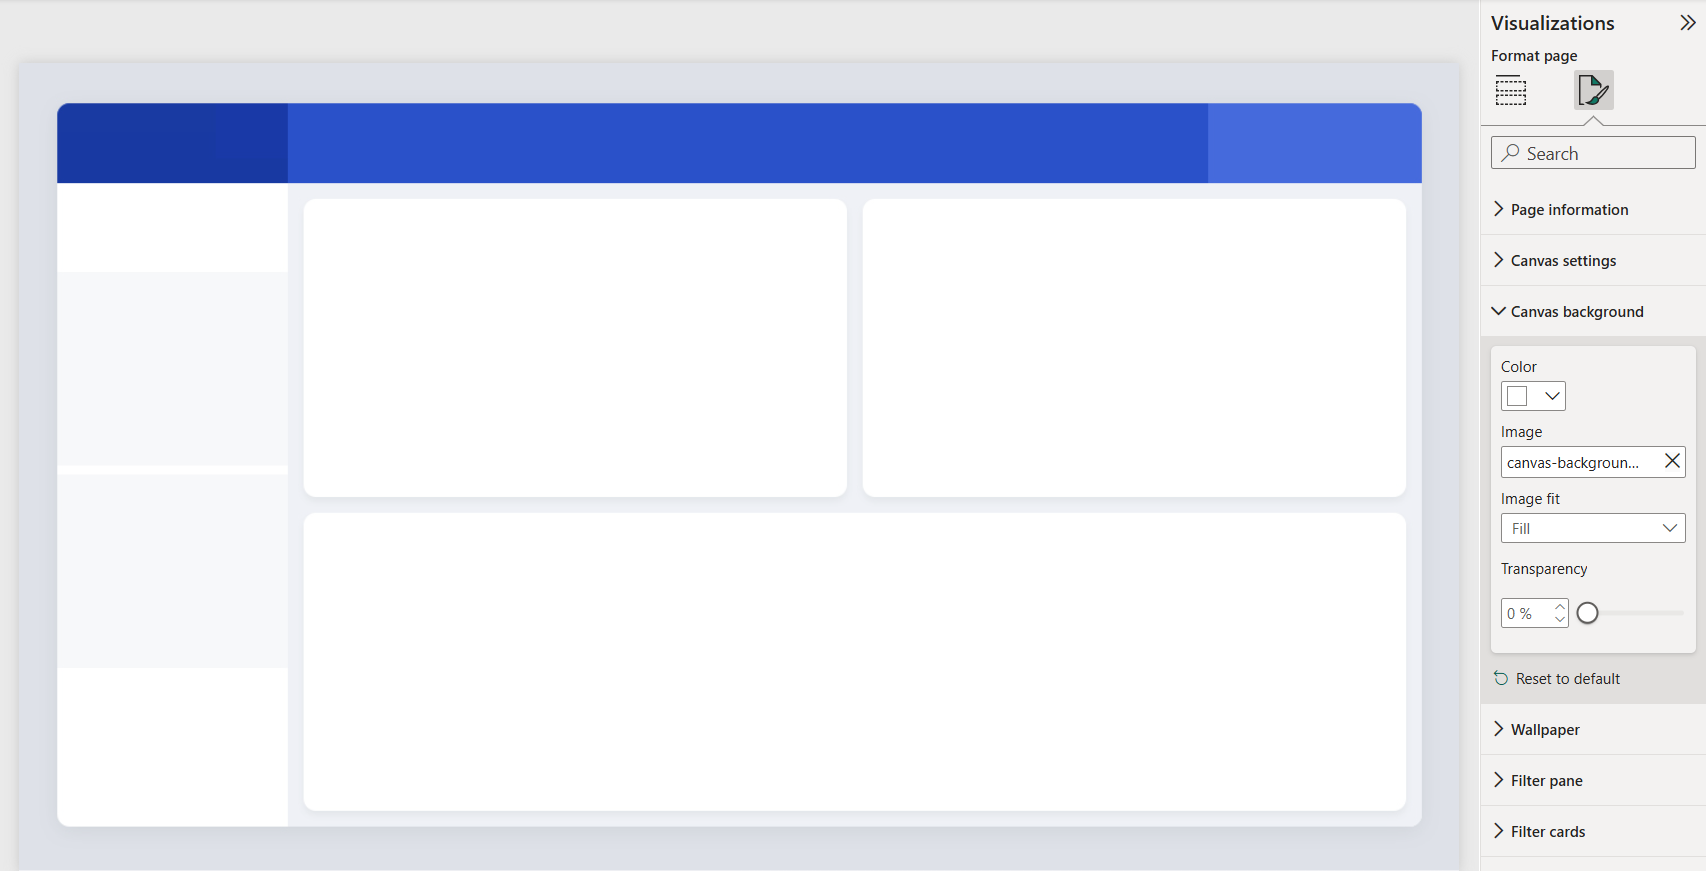 Visualizations
Format page
Search
Page information
Canvas settings
Canvas background
Color
Image
canvas-backgroun...
Image fit
Fill
Transparency
0 %
Reset to default
Wallpaper
Filter pane
Filter cards